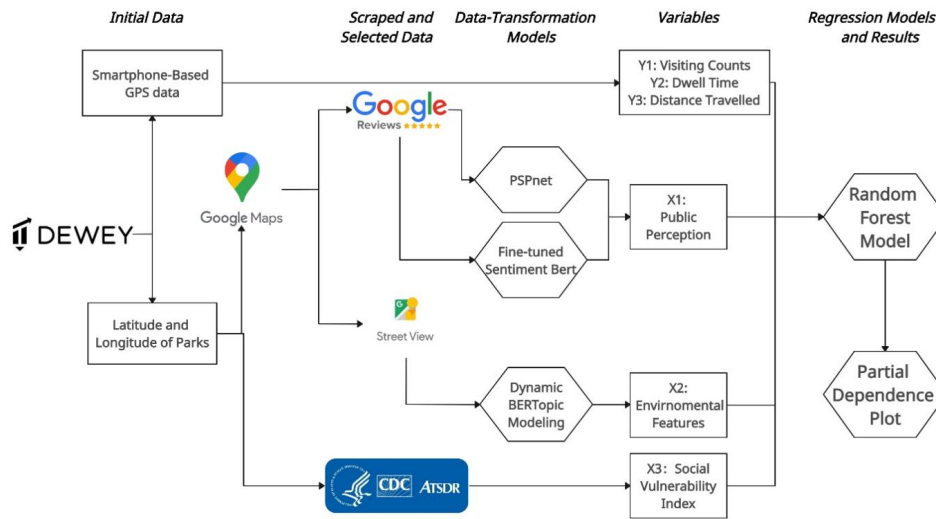 Initial Data
Scraped and
Selected Data
Data-Transformation
Models
Variables
Regression Models
and Results
Smartphone-Based
GPS data
Y1: Visiting Counts
Y2: Dwell Time
Y3: Distance Travelled
Google
Reviews
PSPnet
Google Maps
X1:
Public
Perception
Random
Forest
Model
DEWEY
Fine-tuned
Sentiment Bert
Latitude and
Longitude of Parks
Street View
Dynamic
BERTopic
Modeling
X2:
Envirnomental
Features
Partial
Dependence
Plot
CDC
ATSDR
X3: Social
Vulnerability
Index